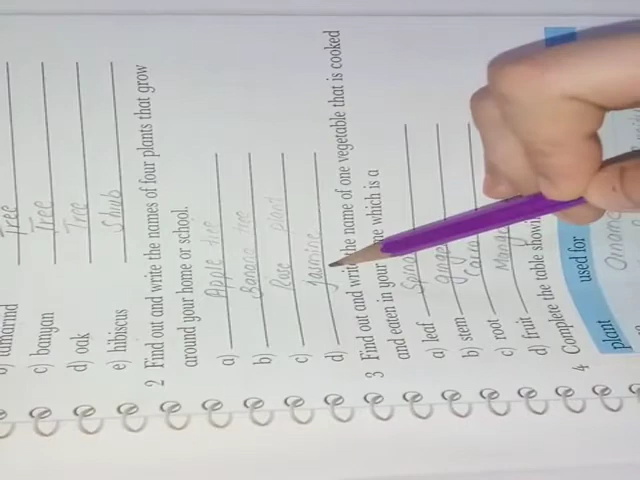 b) tamarind Tree
c) banyan Tree
d) oak Tree
e) hibiscus Shrub
2 Find out and write the names of four plants that grow
around your home or school.
a) Apple tree
b) Banana tree
c) Rose plant
d) Jasmine
3 Find out and write the name of one vegetable that is cooked
and eaten in your which is a
a) leaf
b) stem
c) root
d) fruit
4 Complete the table
plant used for